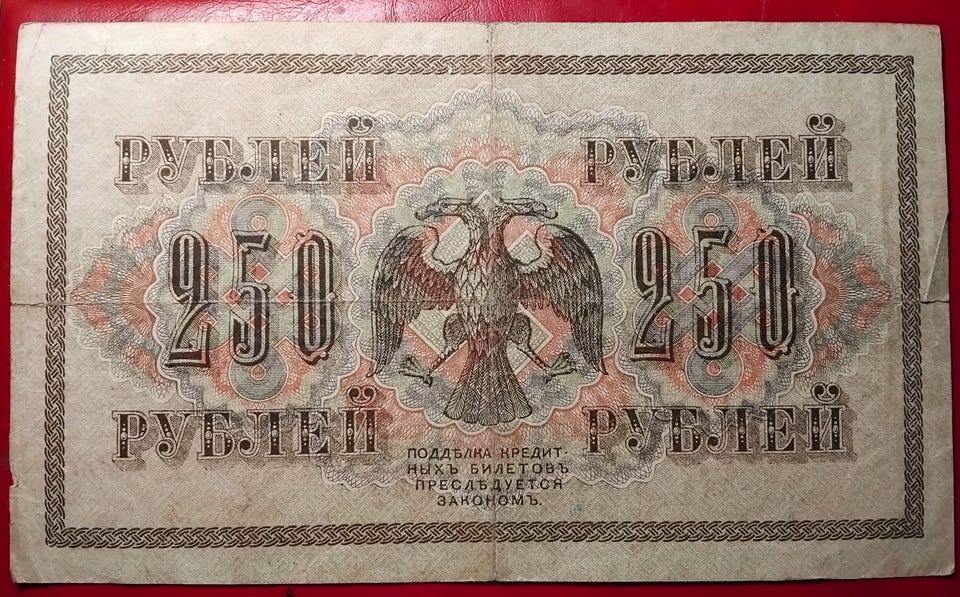 РУБЛЕЙ РУБЛЕЙ
250 250
РУБЛЕЙ РУБЛЕЙ
ПОДДѢЛКА КРЕДИТ-
НЫХЪ БИЛЕТОВЪ
ПРЕСЛѢДУЕТСЯ
ЗАКОНОМЪ.